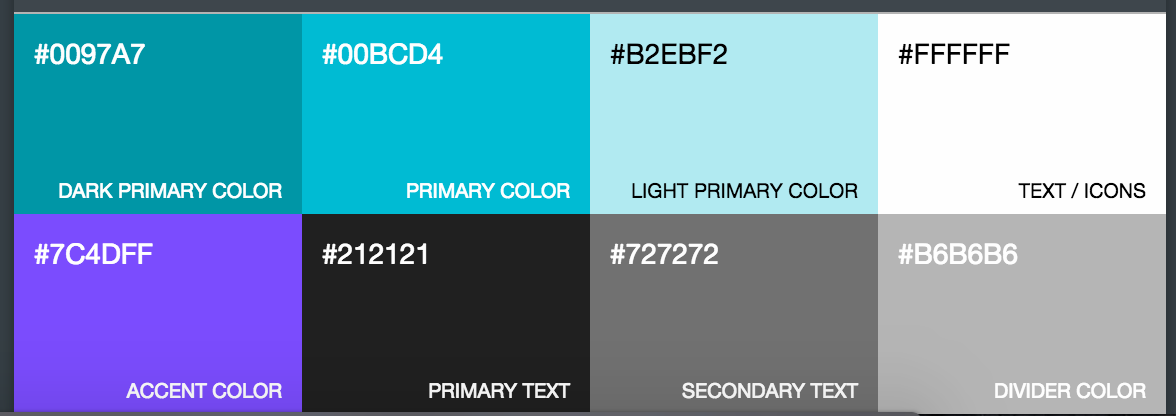 #0097A7
DARK PRIMARY COLOR
#00BCD4
PRIMARY COLOR
#B2EBF2
LIGHT PRIMARY COLOR
#FFFFFF
TEXT / ICONS
#7C4DFF
ACCENT COLOR
#212121
PRIMARY TEXT
#727272
SECONDARY TEXT
#B6B6B6
DIVIDER COLOR